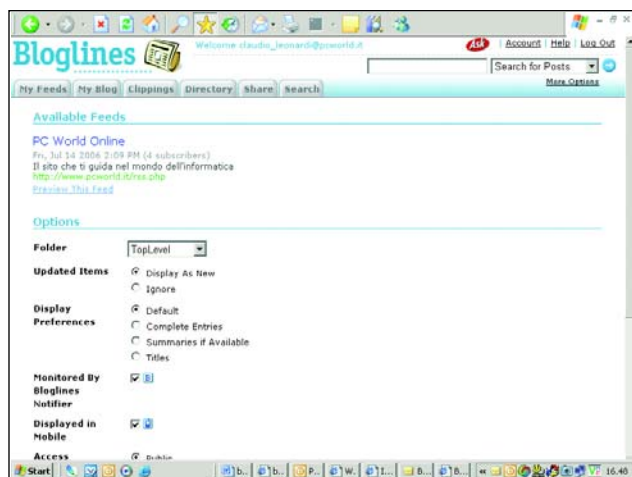 Bloglines
Welcome claudio_leonardi@pcworld.it
Ask
Account | Help | Log Out
Search for Posts
More Options
My Feeds My Blog Clippings Directory Share Search
Available Feeds
PC World Online
Fri, Jul 14 2006 2:09 PM (4 subscribers)
Il sito che ti guida nel mondo dell'informatica
http://www.pcworld.it/rss.php
Preview This Feed
Options
Folder TopLevel
Updated Items Display As New
Ignore
Display Preferences Default
Complete Entries
Summaries if Available
Titles
Monitored By
Bloglines
Notifier
Displayed in
Mobile
Access Public
Start b.. b.. P.. W.. I... B... B... « 16.48